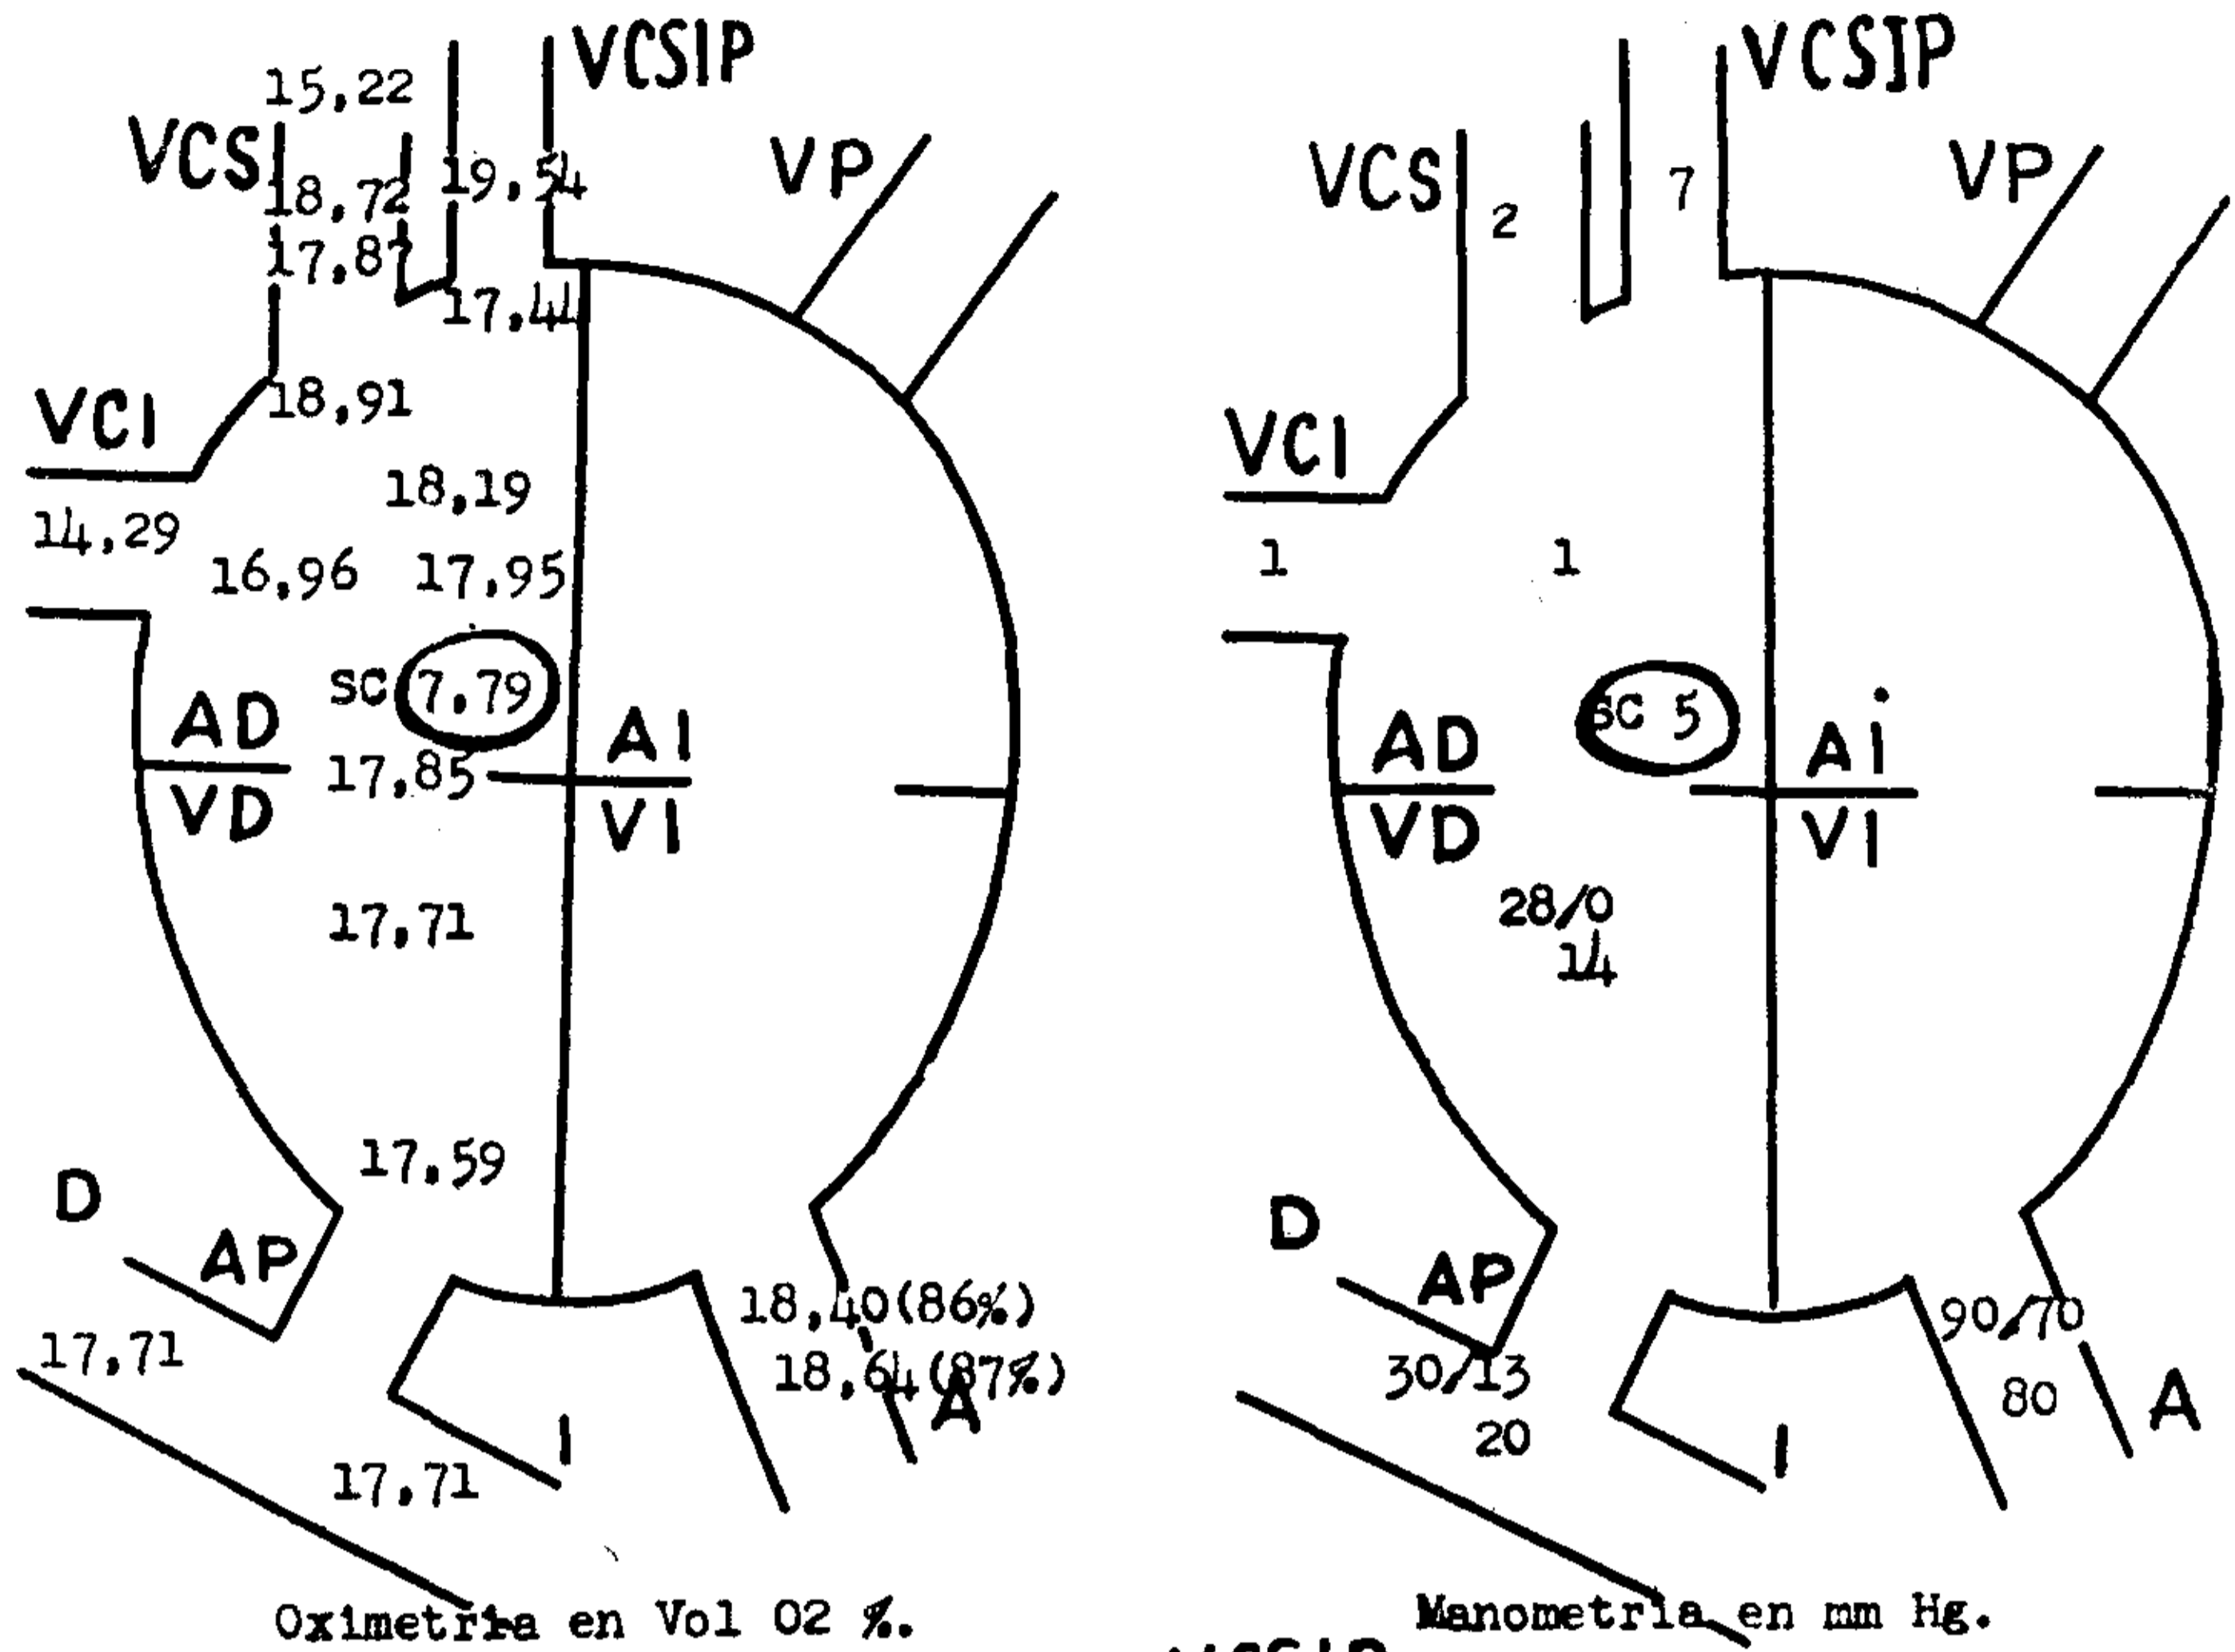 VCSIP
15,22
VCS
18,72
19,54
VP
17,87
17,44
18,91
VCI
18,19
14,29
16,96 17,95
SC 7,79
AD
AI
17,85
VD
VI
17,71
17,59
D
AP
18,40(86%)
17,71
18,64(87%)
A
I
17,71
Oximetria en Vol O2 %.
VCSIP
VCS
2
7
VP
VCI
1
1
SC 5
AD
Ai
VD
VI
28/0
14
D
AP
90/70
30/13
80
A
20
I
Manometria en mm Hg.